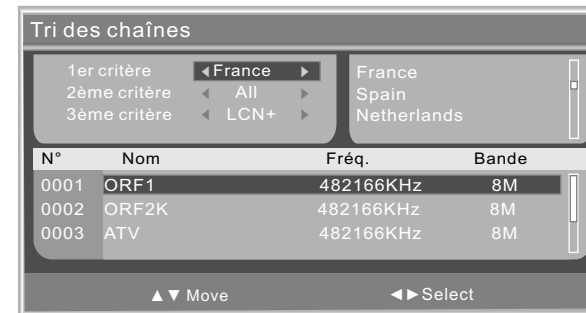 Tri des chaînes
1er critère ◀ France ▶
2ème critère ◀ All ▶
3ème critère ◀ LCN+ ▶
France
Spain
Netherlands
N° Nom Fréq. Bande
0001 ORF1 482166KHz 8M
0002 ORF2K 482166KHz 8M
0003 ATV 482166KHz 8M
▲▼ Move ◀▶ Select